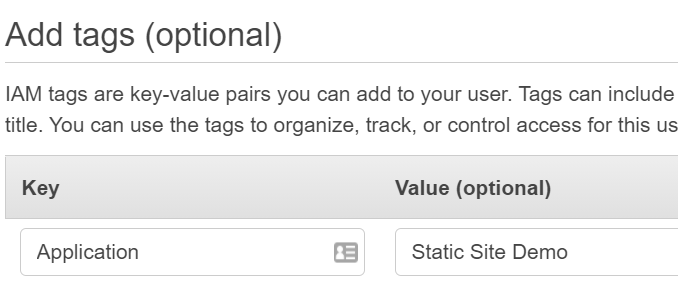 Add tags (optional)
IAM tags are key-value pairs you can add to your user. Tags can include
title. You can use the tags to organize, track, or control access for this us
Key Value (optional)
Application Static Site Demo